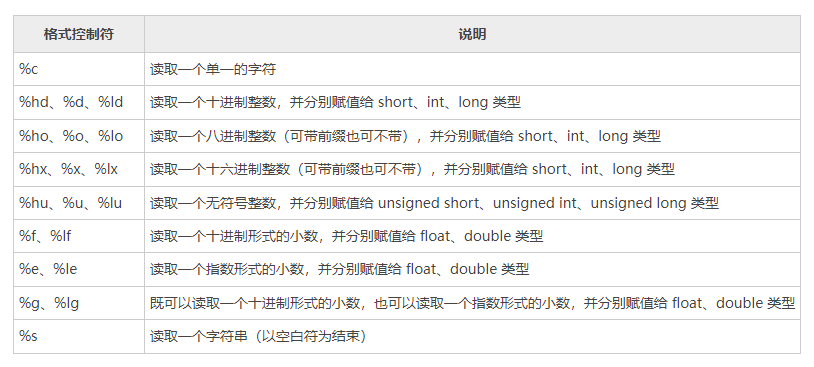 格式控制符 说明
%c 读取一个单一的字符
%hd、%d、%ld 读取一个十进制整数，并分别赋值给 short、int、long 类型
%ho、%o、%lo 读取一个八进制整数（可带前缀也可不带），并分别赋值给 short、int、long 类型
%hx、%x、%lx 读取一个十六进制整数（可带前缀也可不带），并分别赋值给 short、int、long 类型
%hu、%u、%lu 读取一个无符号整数，并分别赋值给 unsigned short、unsigned int、unsigned long 类型
%f、%lf 读取一个十进制形式的小数，并分别赋值给 float、double 类型
%e、%le 读取一个指数形式的小数，并分别赋值给 float、double 类型
%g、%lg 既可以读取一个十进制形式的小数，也可以读取一个指数形式的小数，并分别赋值给 float、double 类型
%s 读取一个字符串（以空白符为结束）